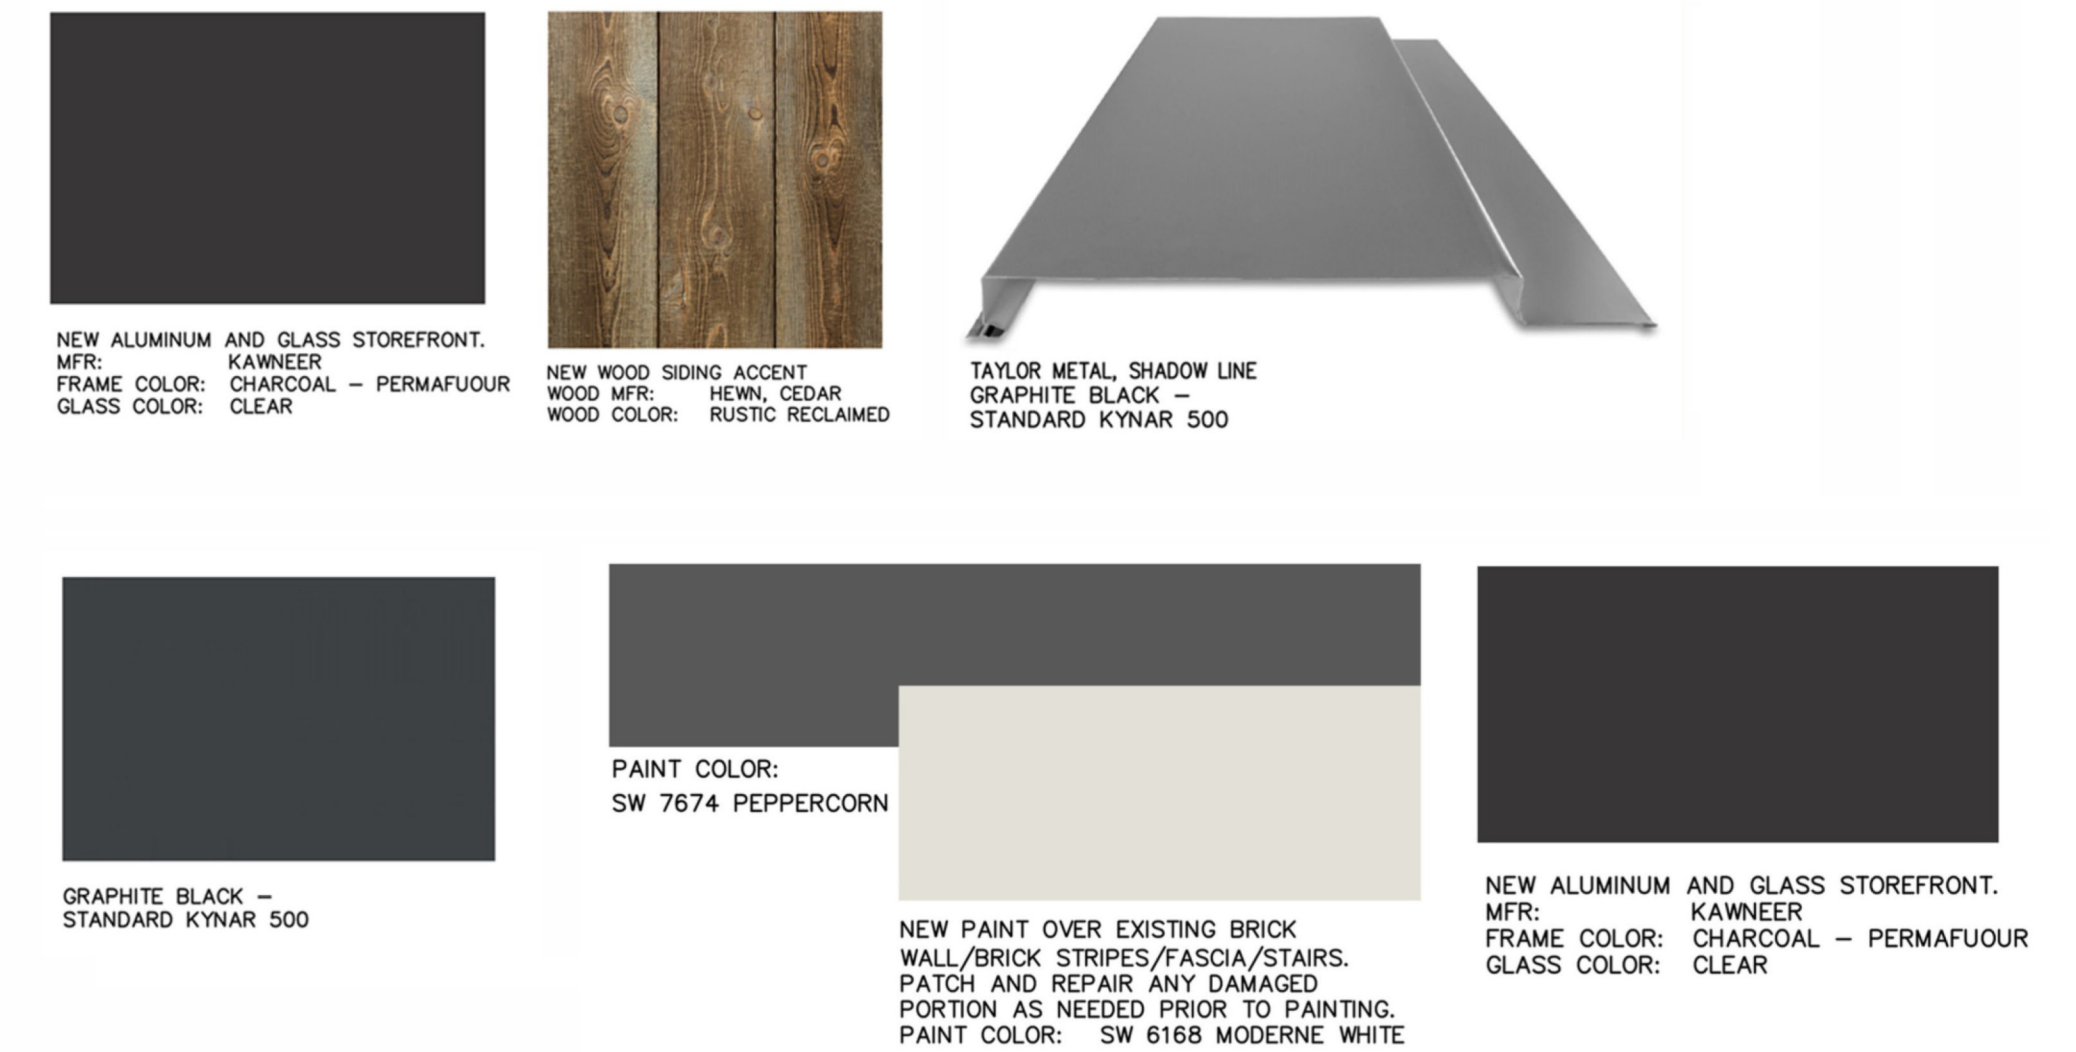 NEW ALUMINUM AND GLASS STOREFRONT.
MFR: KAWNEER
FRAME COLOR: CHARCOAL – PERMAFUOUR
GLASS COLOR: CLEAR
NEW WOOD SIDING ACCENT
WOOD MFR: HEWN, CEDAR
WOOD COLOR: RUSTIC RECLAIMED
TAYLOR METAL, SHADOW LINE
GRAPHITE BLACK –
STANDARD KYNAR 500
GRAPHITE BLACK –
STANDARD KYNAR 500
PAINT COLOR:
SW 7674 PEPPERCORN
NEW PAINT OVER EXISTING BRICK
WALL/BRICK STRIPES/FASCIA/STAIRS.
PATCH AND REPAIR ANY DAMAGED
PORTION AS NEEDED PRIOR TO PAINTING.
PAINT COLOR: SW 6168 MODERNE WHITE
NEW ALUMINUM AND GLASS STOREFRONT.
MFR: KAWNEER
FRAME COLOR: CHARCOAL – PERMAFUOUR
GLASS COLOR: CLEAR